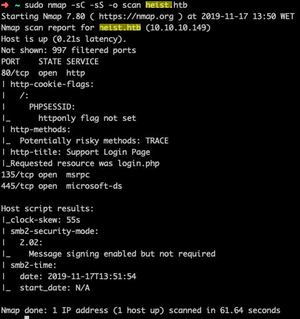 ➜ ~ sudo nmap -sC -sS -o scan heist.htb
Starting Nmap 7.80 ( https://nmap.org ) at 2019-11-17 13:50 WET
Nmap scan report for heist.htb (10.10.10.149)
Host is up (0.21s latency).
Not shown: 997 filtered ports
PORT STATE SERVICE
80/tcp open http
| http-cookie-flags:
| /:
| PHPSESSID:
|_ httponly flag not set
| http-methods:
|_ Potentially risky methods: TRACE
| http-title: Support Login Page
|_Requested resource was login.php
135/tcp open msrpc
445/tcp open microsoft-ds
Host script results:
|_clock-skew: 55s
| smb2-security-mode:
| 2.02:
|_ Message signing enabled but not required
| smb2-time:
| date: 2019-11-17T13:51:54
|_ start_date: N/A
Nmap done: 1 IP address (1 host up) scanned in 61.64 seconds